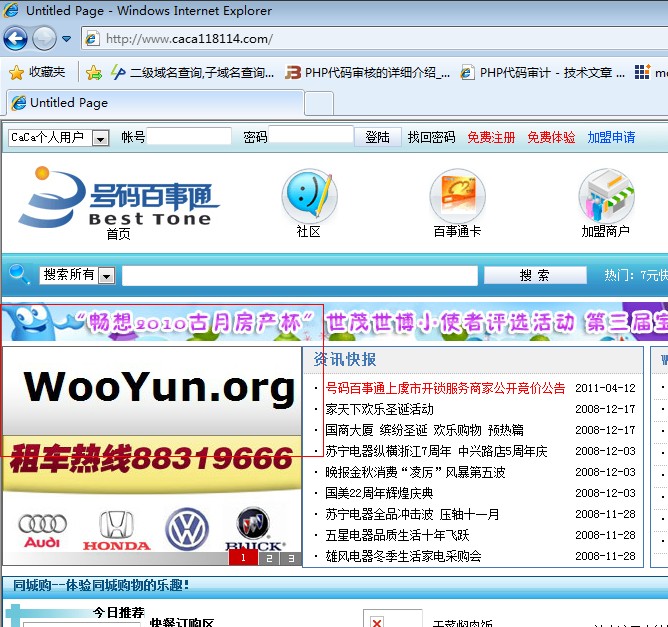 Untitled Page - Windows Internet Explorer
http://www.caca118114.com/
收藏夹 二级域名查询,子域名查询... PHP代码审核的详细介绍_... PHP代码审计 - 技术文章 ...
Untitled Page
CaCa个人用户 帐号 密码 登陆 找回密码 免费注册 免费体验 加盟申请
号码百事通
Best Tone
首页 社区 百事通卡 加盟商户
搜索所有 搜 索 热门: 7元快
“畅想2010古月房产杯” 世茂世博小使者评选活动 第三届宝
资讯快报
WooYun.org
号码百事通上虞市开锁服务商家公开竞价公告 2011-04-12
家天下欢乐圣诞活动 2008-12-17
国商大厦 缤纷圣诞 欢乐购物 预热篇 2008-12-17
租车热线88319666
苏宁电器纵横浙江7周年 中兴路店5周年庆 2008-12-03
晚报金秋消费“凌厉”风暴第五波 2008-12-03
国美22周年辉煌庆典 2008-12-03
苏宁电器全品冲击波 压轴十一月 2008-11-28
五星电器品质生活十年飞跃 2008-11-28
雄风电器冬季生活家电采购会 2008-11-28
Audi HONDA BUICK
1 2 3
同城购--体验同城购物的乐趣!
今日推荐
快餐订购区